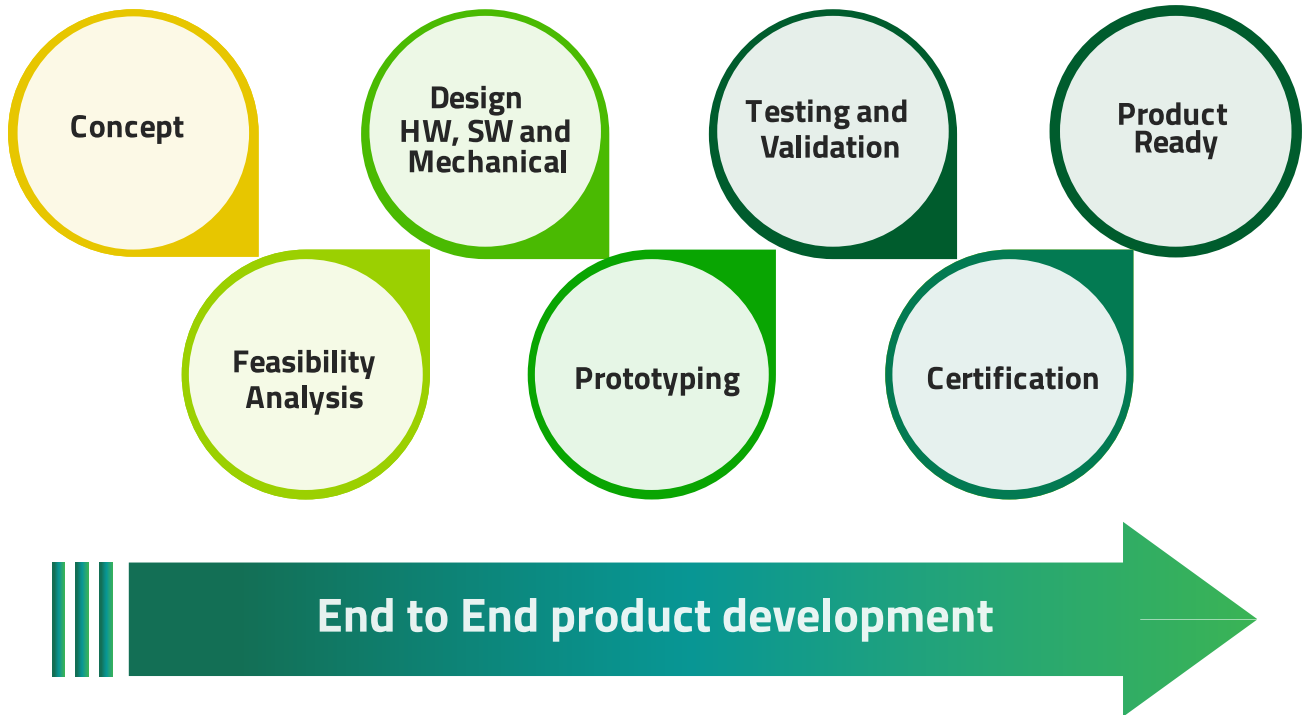 Concept
Feasibility
Analysis
Design
HW, SW and
Mechanical
Prototyping
Testing and
Validation
Certification
Product
Ready
End to End product development